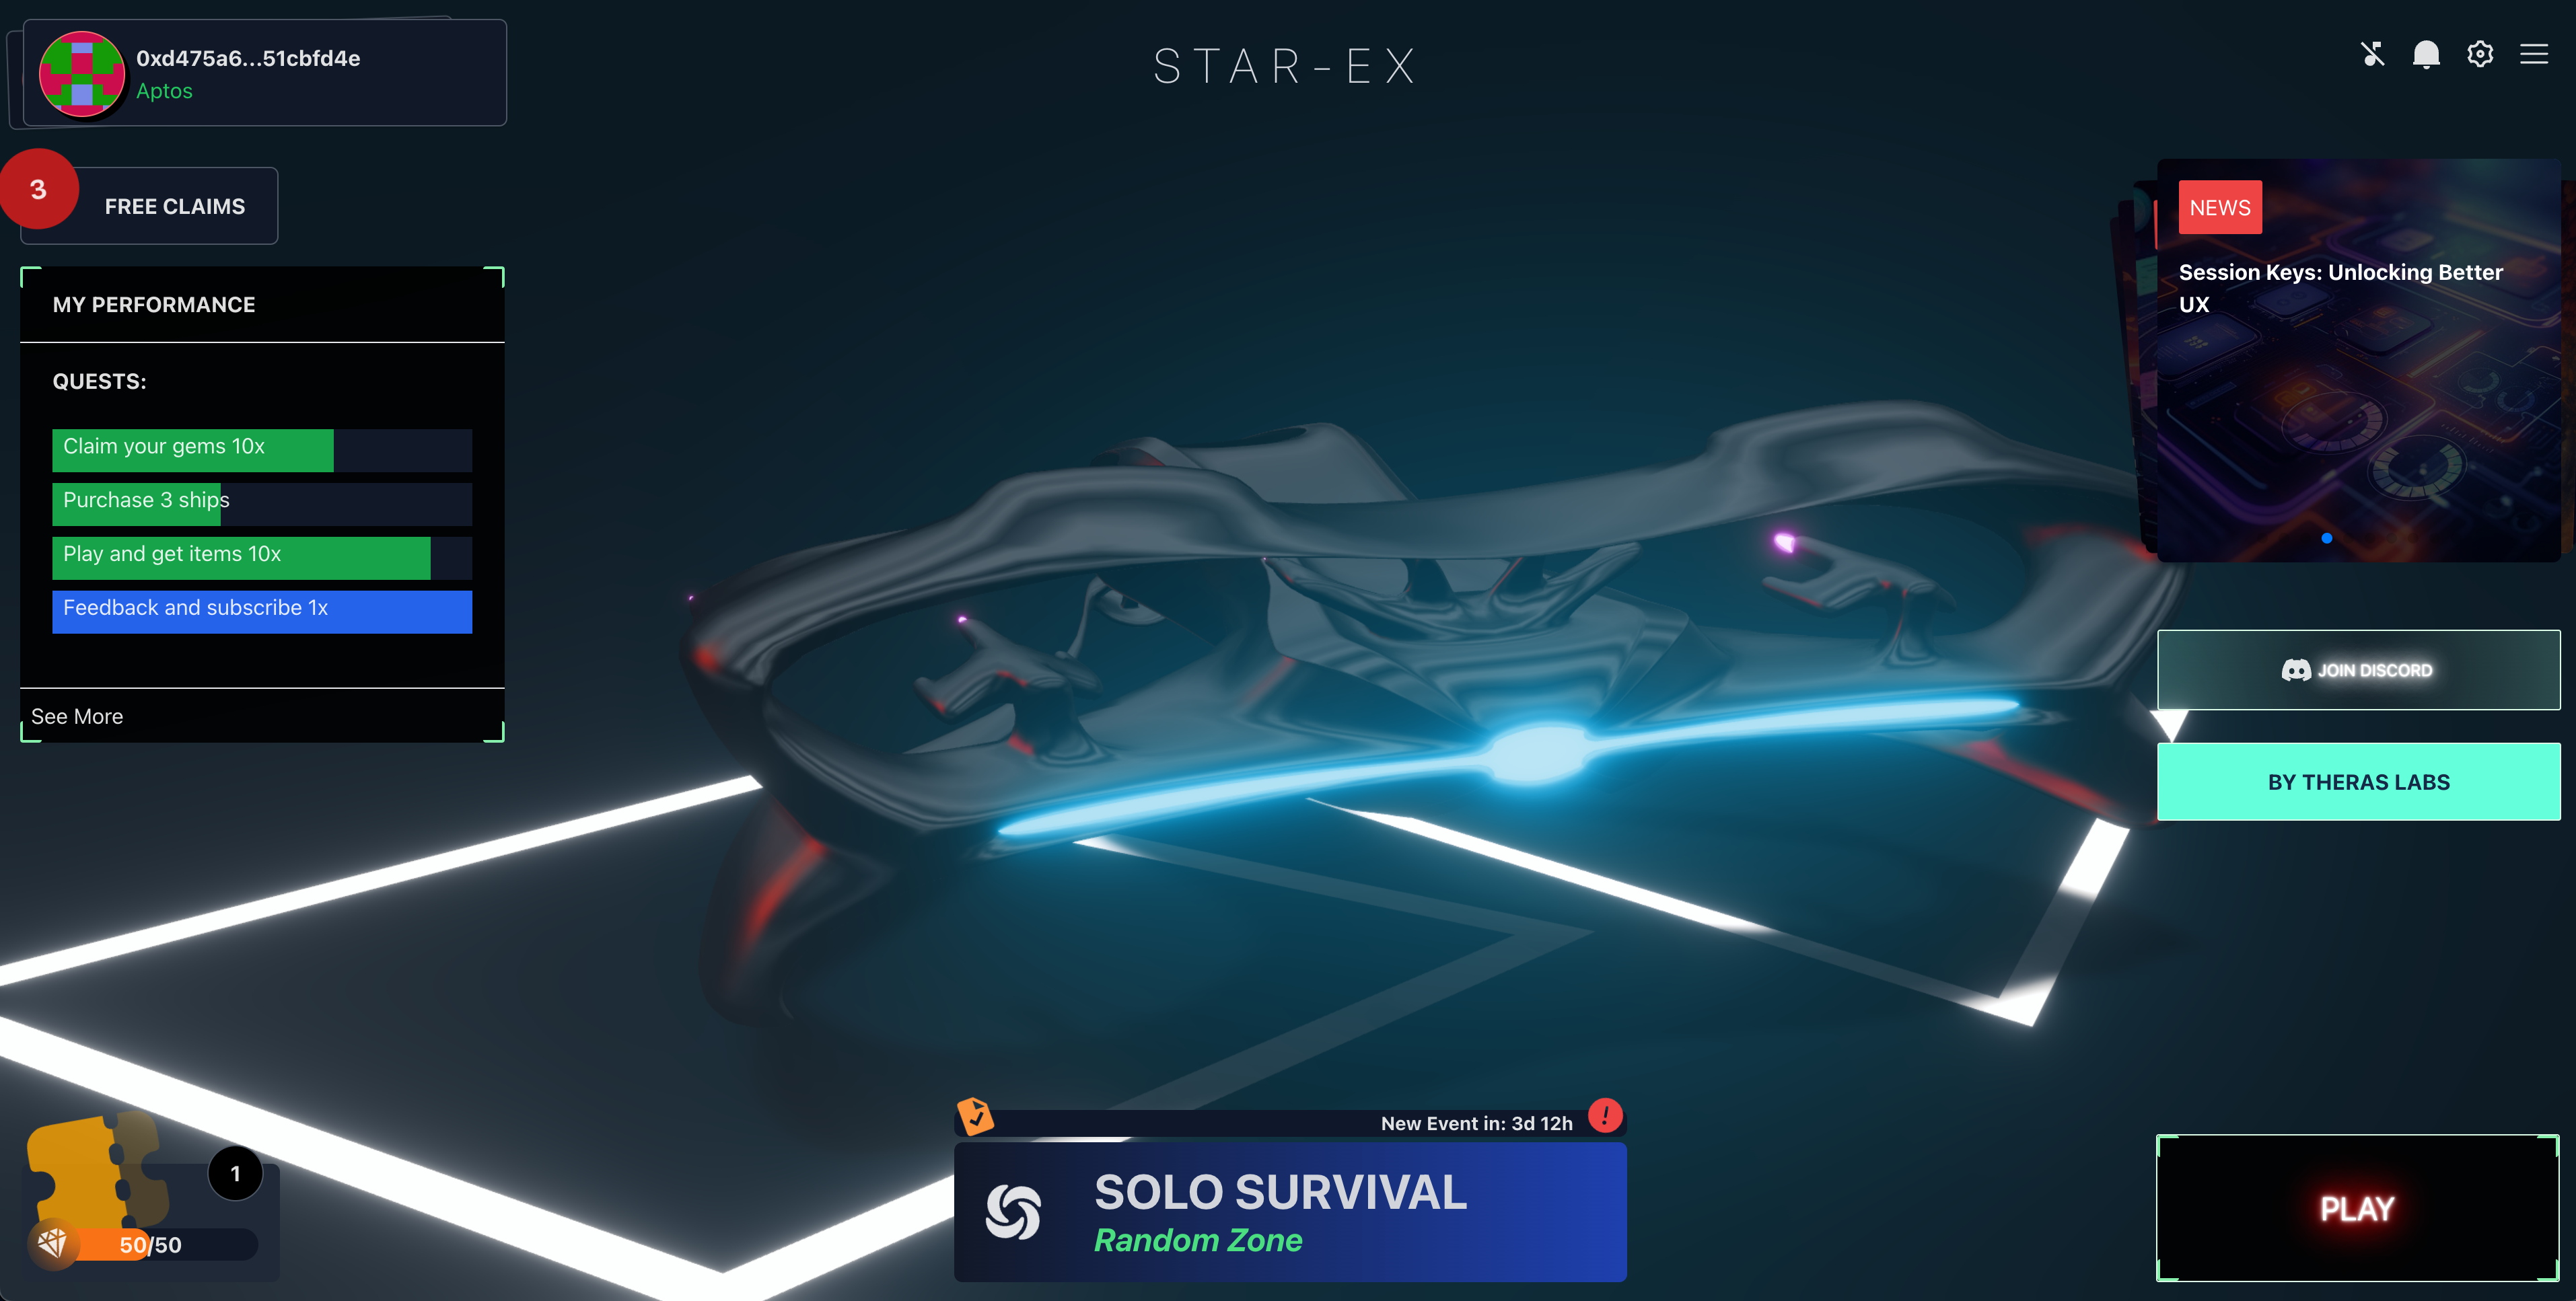 0xd475a6...51cbfd4e
Aptos
STAR-EX
3
FREE CLAIMS
MY PERFORMANCE
QUESTS:
Claim your gems 10x
Purchase 3 ships
Play and get items 10x
Feedback and subscribe 1x
See More
NEWS
Session Keys: Unlocking Better
UX
JOIN DISCORD
BY THERAS LABS
1
50/50
New Event in: 3d 12h
!
SOLO SURVIVAL
Random Zone
PLAY